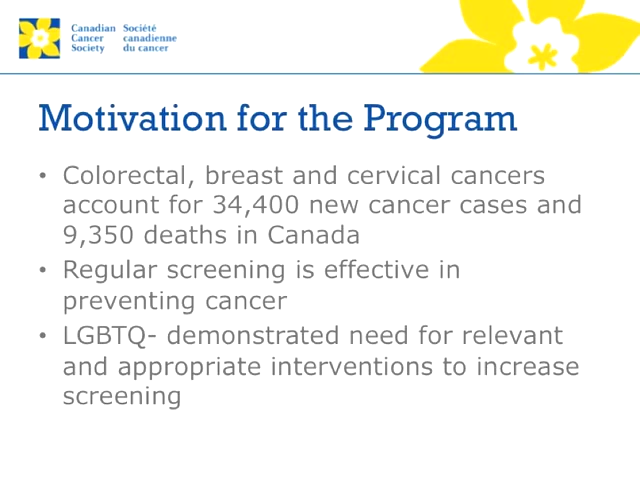 Canadian Cancer Society
Société canadienne du cancer
Motivation for the Program
• Colorectal, breast and cervical cancers
account for 34,400 new cancer cases and
9,350 deaths in Canada
• Regular screening is effective in
preventing cancer
• LGBTQ- demonstrated need for relevant
and appropriate interventions to increase
screening